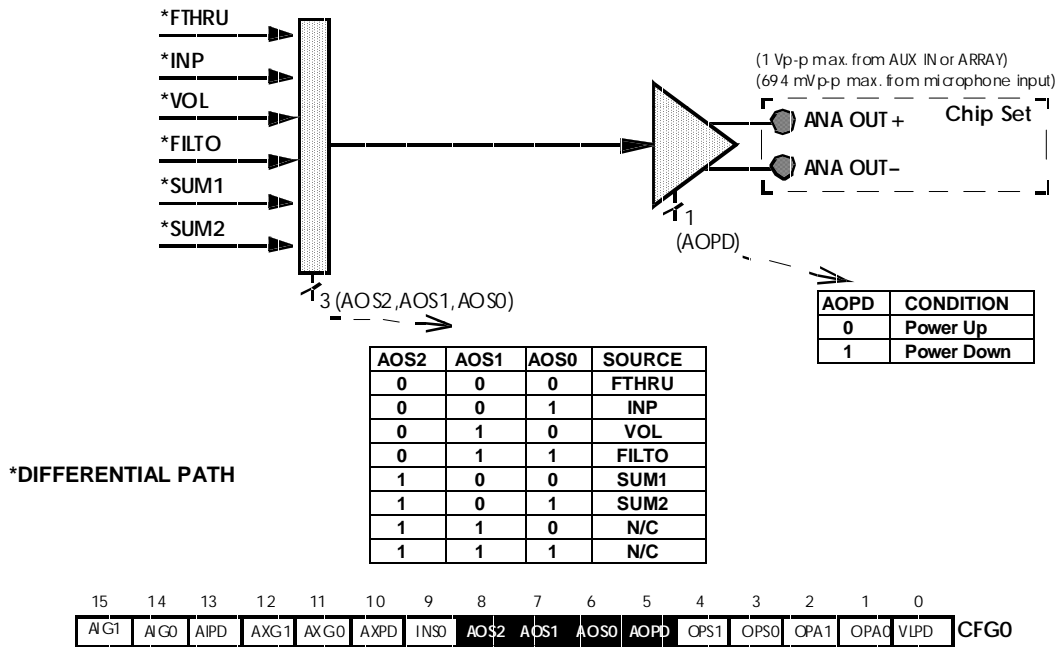 *FTHRU
*INP
*VOL
*FILTO
*SUM1
*SUM2
3 (AOS2,AOS1,AOS0)
(1 Vp-p max. from AUX IN or ARRAY)
(694 mVp-p max. from microphone input)
Chip Set
ANA OUT+
ANA OUT–
1
(AOPD)
AOPD CONDITION
0 Power Up
1 Power Down
AOS2 AOS1 AOS0 SOURCE
0 0 0 FTHRU
0 0 1 INP
0 1 0 VOL
0 1 1 FILTO
1 0 0 SUM1
1 0 1 SUM2
1 1 0 N/C
1 1 1 N/C
*DIFFERENTIAL PATH
15 14 13 12 11 10 9 8 7 6 5 4 3 2 1 0
AIG1 AIG0 AIPD AXG1 AXG0 AXPD INS0 AOS2 AOS1 AOS0 AOPD OPS1 OPS0 OPA1 OPA0 VLPD CFG0